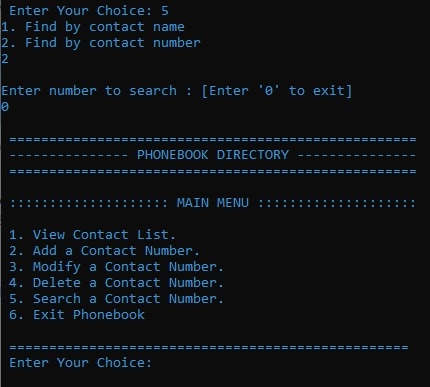 Enter Your Choice: 5
1. Find by contact name
2. Find by contact number
2
Enter number to search : [Enter '0' to exit]
0
===================================================
--------------- PHONEBOOK DIRECTORY ---------------
===================================================
:::::::::::::::::::: MAIN MENU ::::::::::::::::::::
1. View Contact List.
2. Add a Contact Number.
3. Modify a Contact Number.
4. Delete a Contact Number.
5. Search a Contact Number.
6. Exit Phonebook
==================================================
Enter Your Choice: